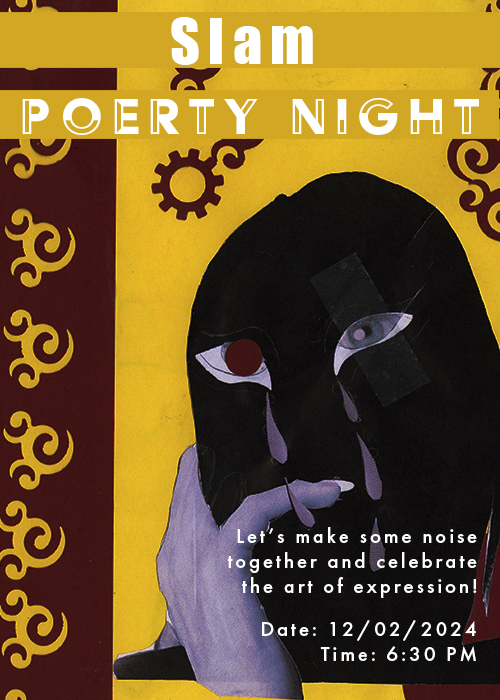 Slam
POERTY NIGHT
Let's make some noise
together and celebrate
the art of expression!
Date: 12/02/2024
Time: 6:30 PM